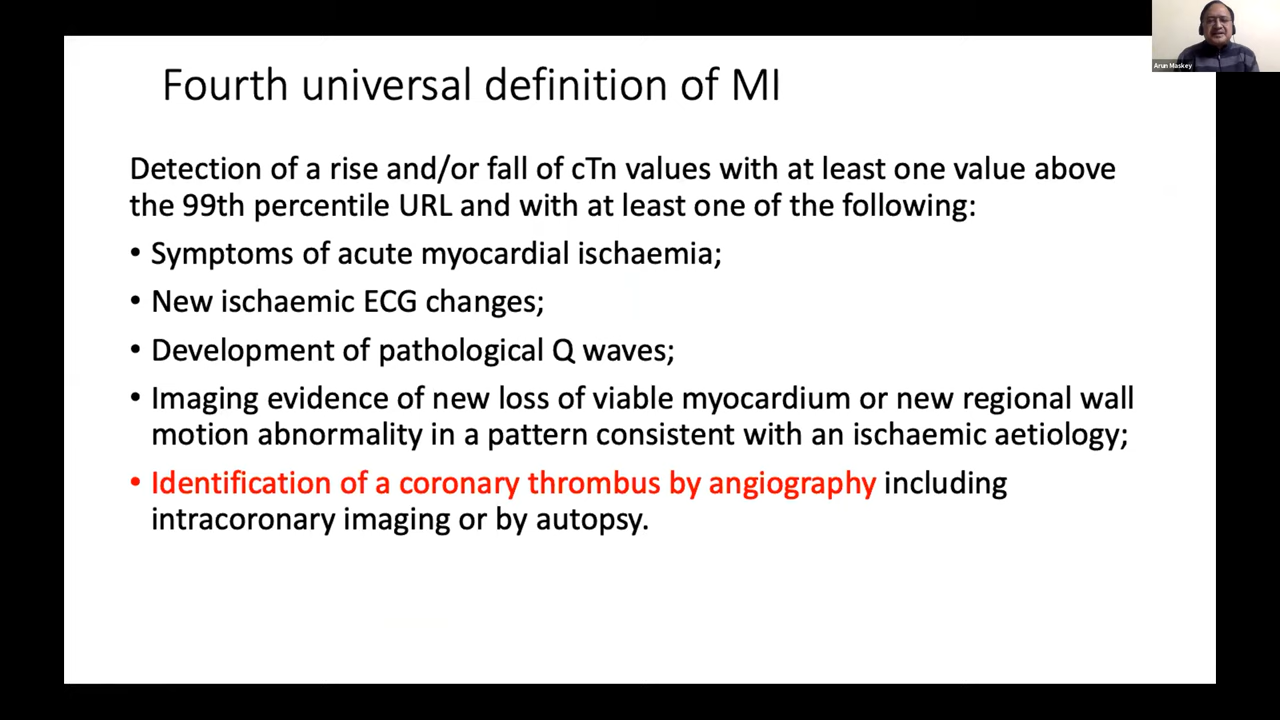 Arun Maskey
Fourth universal definition of MI
Detection of a rise and/or fall of cTn values with at least one value above
the 99th percentile URL and with at least one of the following:
• Symptoms of acute myocardial ischaemia;
• New ischaemic ECG changes;
• Development of pathological Q waves;
• Imaging evidence of new loss of viable myocardium or new regional wall
motion abnormality in a pattern consistent with an ischaemic aetiology;
• Identification of a coronary thrombus by angiography including
intracoronary imaging or by autopsy.